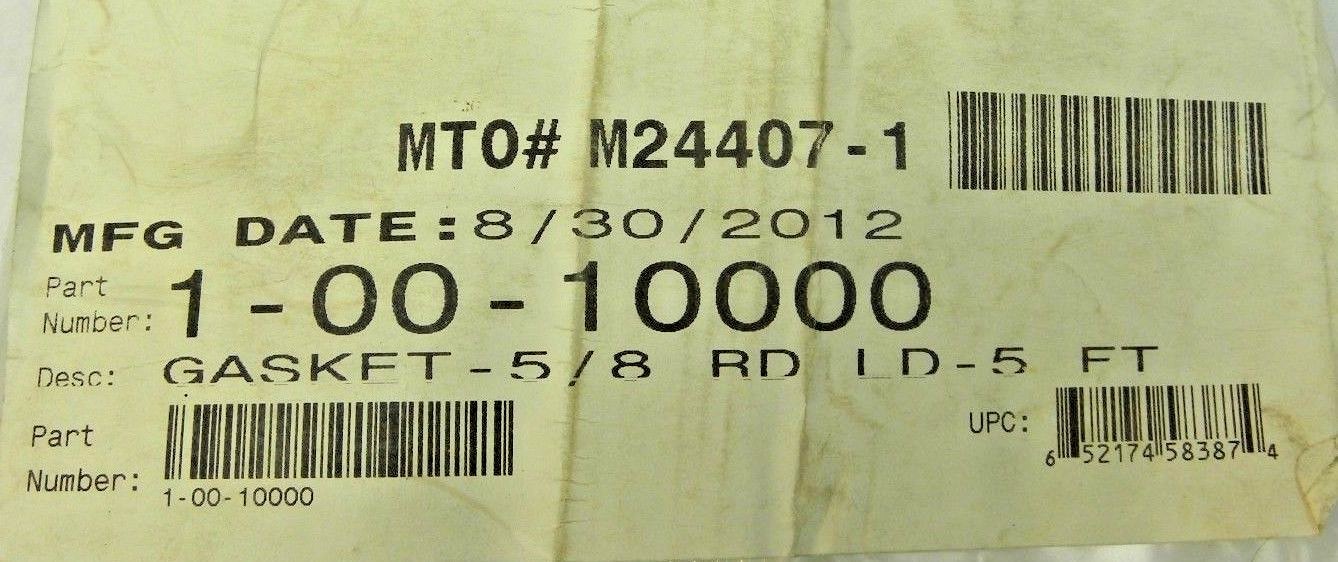 MTO# M24407-1
MFG DATE:8/30/2012
Part Number: 1-00-10000
Desc: GASKET-5/8 RD LD-5 FT
Part Number:
1-00-10000
UPC:
6 52174 58387 4